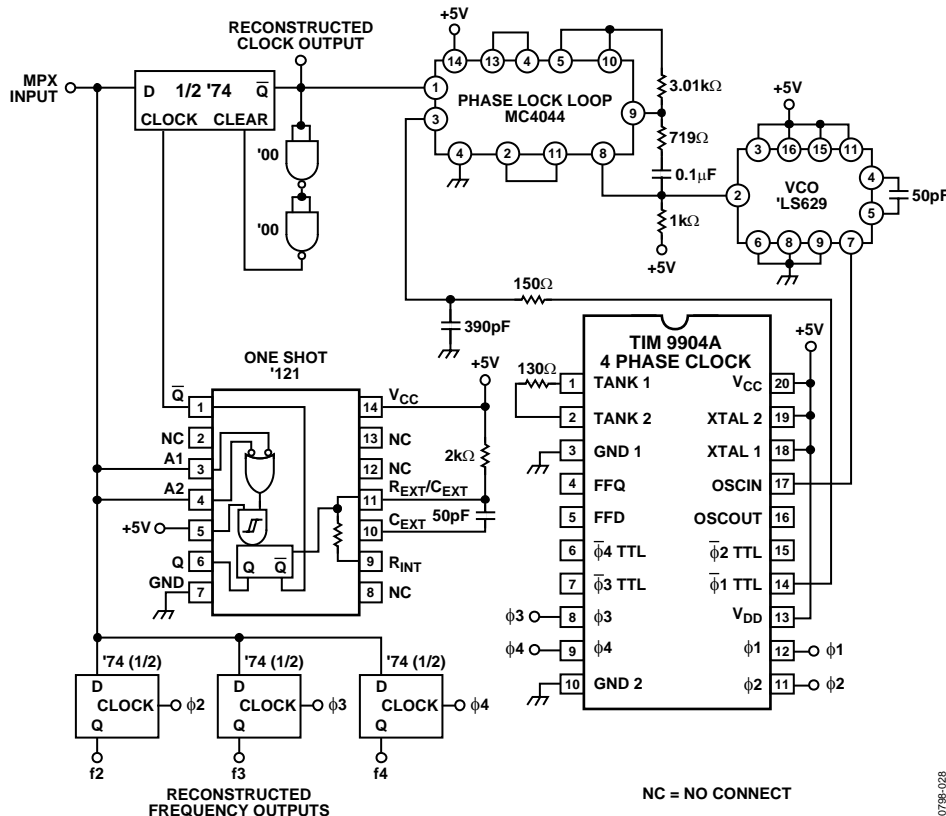 RECONSTRUCTED
CLOCK OUTPUT
MPX
INPUT
D 1/2 '74 Q̅
CLOCK CLEAR
'00
'00
+5V
14 13 4 5 10
1
3
PHASE LOCK LOOP
MC4044
9
4 2 11 8
3.01kΩ
719Ω
0.1µF
1kΩ
+5V
+5V
3 16 15 11
2
VCO
'LS629
4
5
50pF
6 8 9 7
150Ω
390pF
ONE SHOT
'121
+5V
Q̅ 1
NC 2
A1 3
A2 4
+5V 5
Q 6
GND 7
Q Q̅
14 VCC
13 NC
12 NC
11 REXT/CEXT
10 CEXT
9 RINT
8 NC
2kΩ
50pF
TIM 9904A
4 PHASE CLOCK
+5V
130Ω
1 TANK 1
2 TANK 2
3 GND 1
4 FFQ
5 FFD
6 ϕ̅4 TTL
7 ϕ̅3 TTL
ϕ3 8 ϕ3
ϕ4 9 ϕ4
10 GND 2
VCC 20
XTAL 2 19
XTAL 1 18
OSCIN 17
OSCOUT 16
ϕ̅2 TTL 15
ϕ̅1 TTL 14
VDD 13
ϕ1 12 ϕ1
ϕ2 11 ϕ2
'74 (1/2)
D
CLOCK ϕ2
Q
f2
'74 (1/2)
D
CLOCK ϕ3
Q
f3
'74 (1/2)
D
CLOCK ϕ4
Q
f4
RECONSTRUCTED
FREQUENCY OUTPUTS
NC = NO CONNECT
0798-028